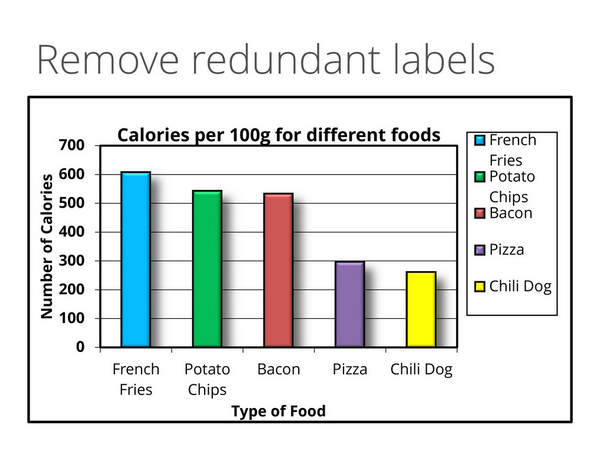 Remove redundant labels
Calories per 100g for different foods
700
600
500
400
300
200
100
0
Number of Calories
French
Fries
Potato
Chips
Bacon
Pizza
Chili Dog
Type of Food
French
Fries
Potato
Chips
Bacon
Pizza
Chili Dog